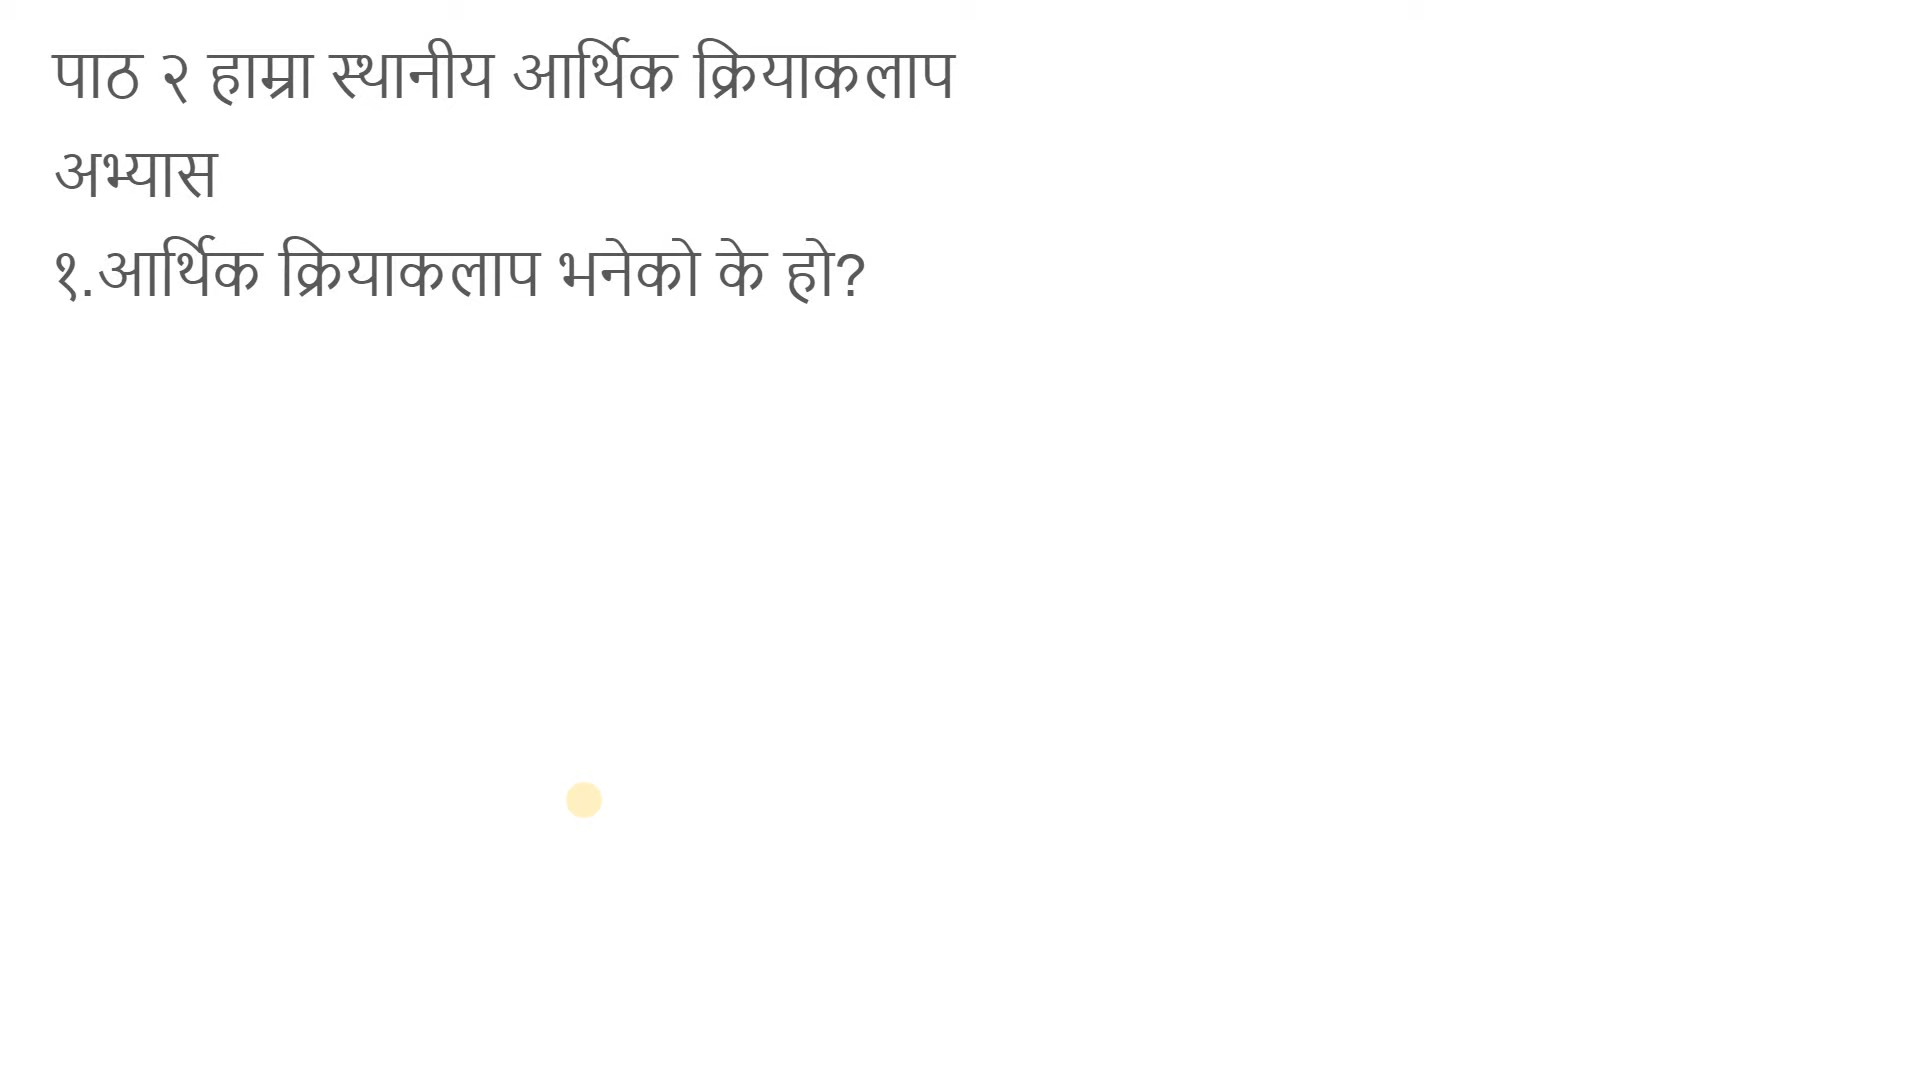 पाठ २ हाम्रा स्थानीय आर्थिक क्रियाकलाप
अभ्यास
१.आर्थिक क्रियाकलाप भनेको के हो?